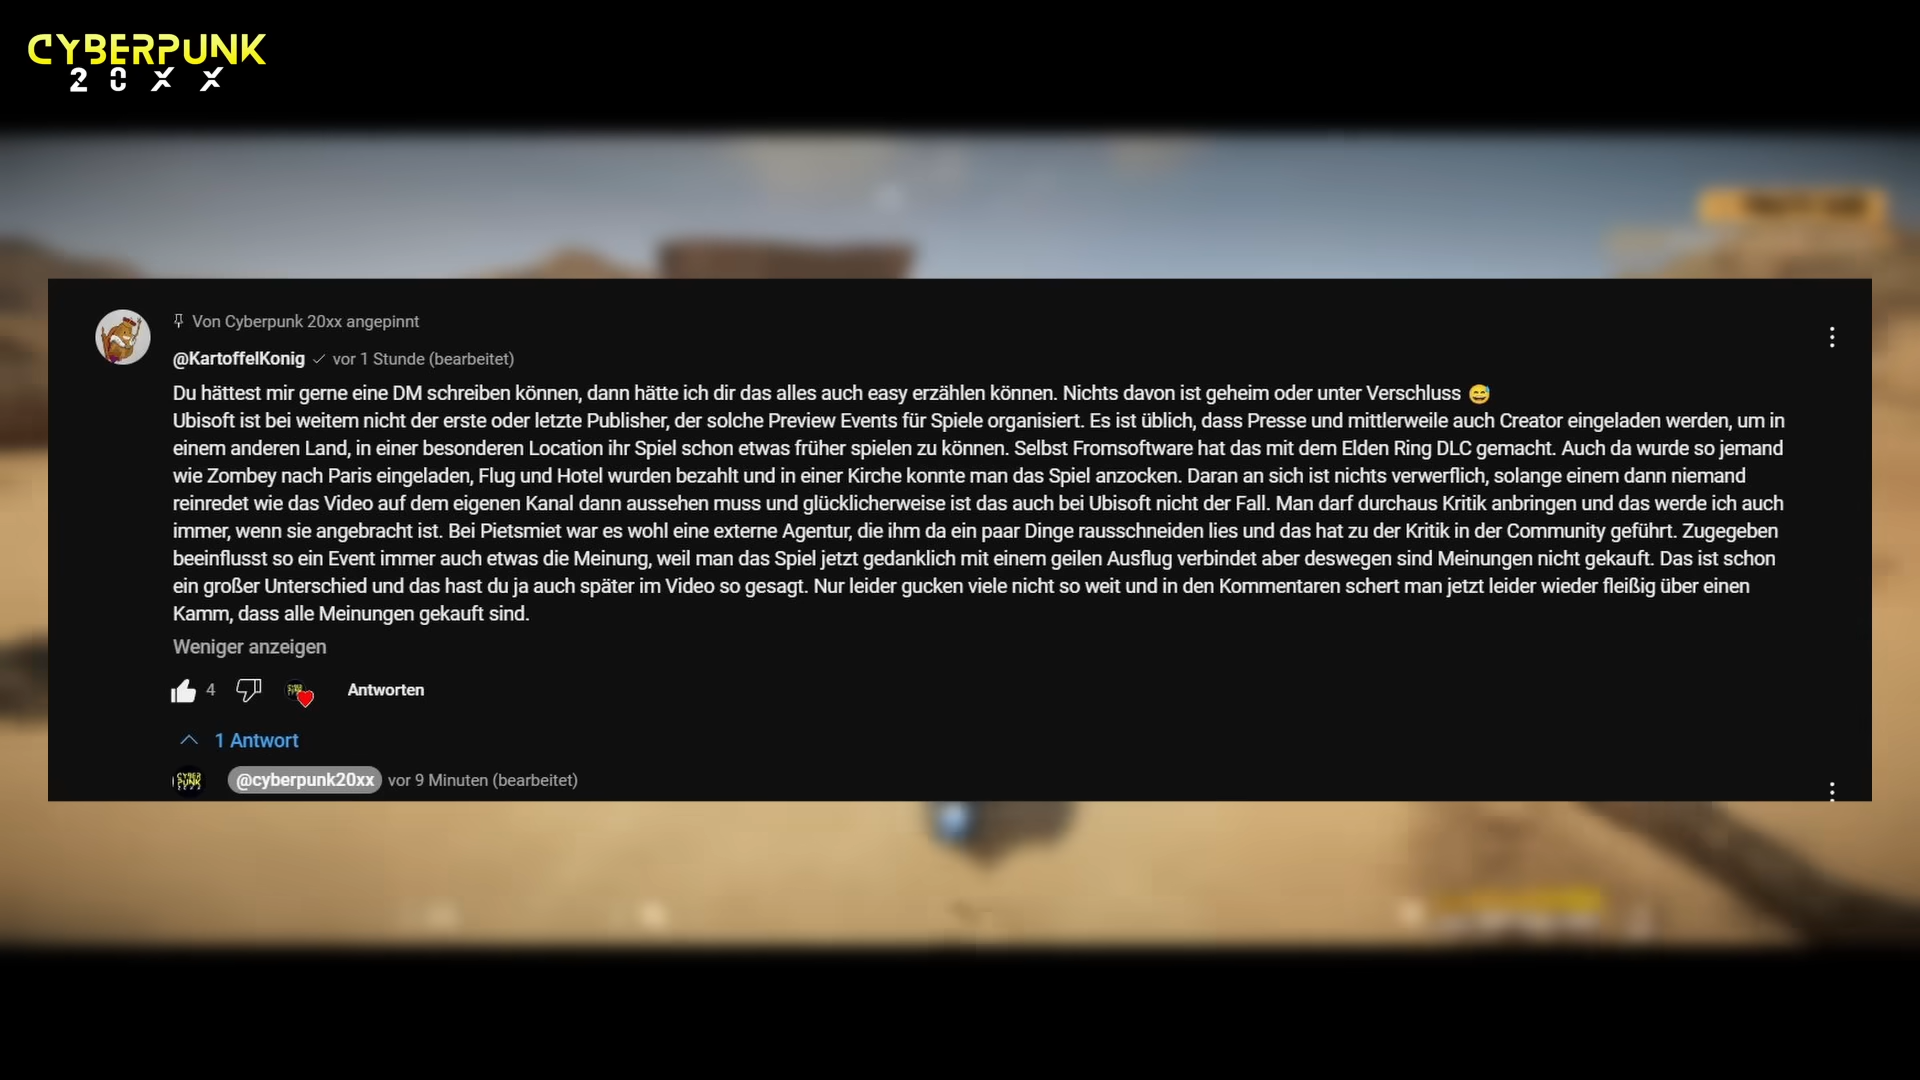 CYBERPUNK
20XX
Von Cyberpunk 20xx angepinnt
@KartoffelKonig vor 1 Stunde (bearbeitet)
Du hättest mir gerne eine DM schreiben können, dann hätte ich dir das alles auch easy erzählen können. Nichts davon ist geheim oder unter Verschluss 😅
Ubisoft ist bei weitem nicht der erste oder letzte Publisher, der solche Preview Events für Spiele organisiert. Es ist üblich, dass Presse und mittlerweile auch Creator eingeladen werden, um in
einem anderen Land, in einer besonderen Location ihr Spiel schon etwas früher spielen zu können. Selbst Fromsoftware hat das mit dem Elden Ring DLC gemacht. Auch da wurde so jemand
wie Zombey nach Paris eingeladen, Flug und Hotel wurden bezahlt und in einer Kirche konnte man das Spiel anzocken. Daran an sich ist nichts verwerflich, solange einem dann niemand
reinredet wie das Video auf dem eigenen Kanal dann aussehen muss und glücklicherweise ist das auch bei Ubisoft nicht der Fall. Man darf durchaus Kritik anbringen und das werde ich auch
immer, wenn sie angebracht ist. Bei Pietsmiet war es wohl eine externe Agentur, die ihm da ein paar Dinge rausschneiden lies und das hat zu der Kritik in der Community geführt. Zugegeben
beeinflusst so ein Event immer auch etwas die Meinung, weil man das Spiel jetzt gedanklich mit einem geilen Ausflug verbindet aber deswegen sind Meinungen nicht gekauft. Das ist schon
ein großer Unterschied und das hast du ja auch später im Video so gesagt. Nur leider gucken viele nicht so weit und in den Kommentaren schert man jetzt leider wieder fleißig über einen
Kamm, dass alle Meinungen gekauft sind.
Weniger anzeigen
4 Antworten
1 Antwort
@cyberpunk20xx vor 9 Minuten (bearbeitet)